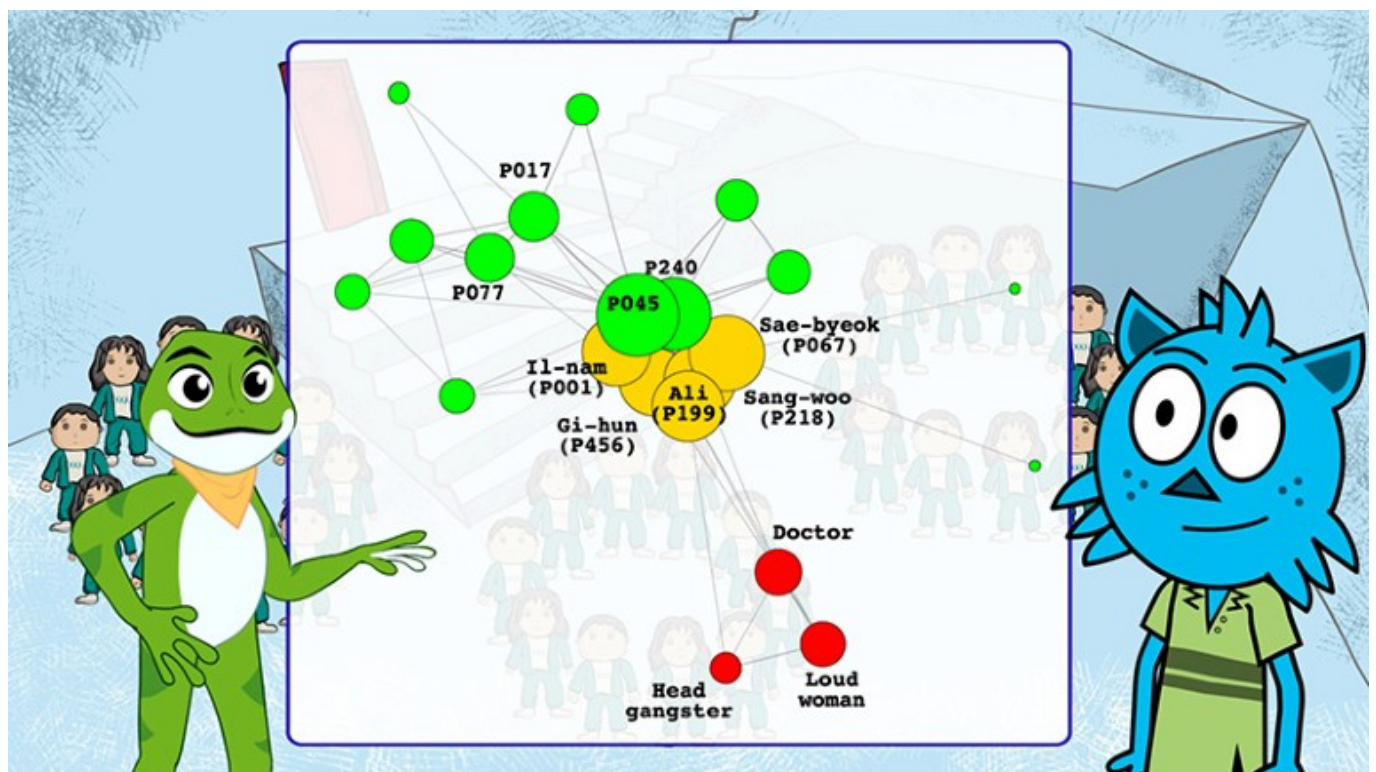 P017
P240
P077
P045
Sae-byeok
(P067)
Il-nam
(P001)
Ali
(P199)
Sang-woo
(P218)
Gi-hun
(P456)
Doctor
Loud
woman
Head
gangster